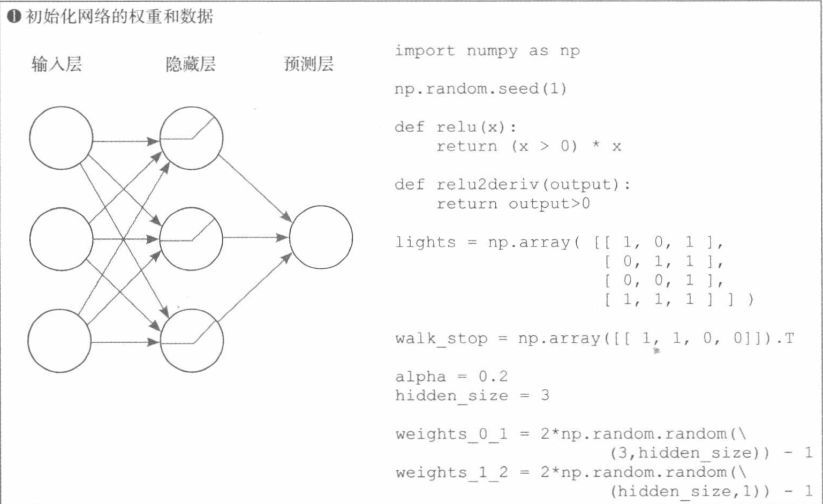 ❶初始化网络的权重和数据
输入层 隐藏层 预测层
import numpy as np
np.random.seed(1)
def relu(x):
    return (x > 0) * x
def relu2deriv(output):
    return output>0
lights = np.array( [[ 1, 0, 1 ],
                    [ 0, 1, 1 ],
                    [ 0, 0, 1 ],
                    [ 1, 1, 1 ] ] )
walk_stop = np.array([[ 1, 1, 0, 0]]).T
alpha = 0.2
hidden_size = 3
weights_0_1 = 2*np.random.random(\
                    (3,hidden_size)) - 1
weights_1_2 = 2*np.random.random(\
                    (hidden_size,1)) - 1